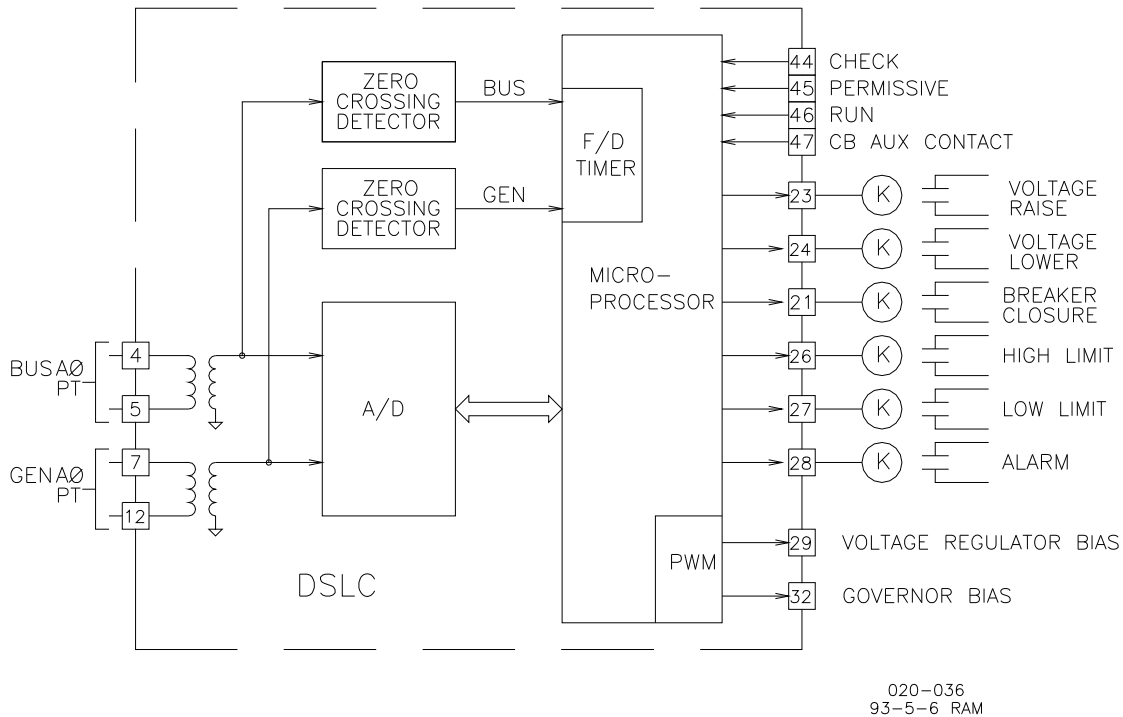 ZERO
CROSSING
DETECTOR
BUS
ZERO
CROSSING
DETECTOR
GEN
F/D
TIMER
MICRO-
PROCESSOR
A/D
PWM
DSLC
BUS AØ
PT
4
5
GEN AØ
PT
7
12
44 CHECK
45 PERMISSIVE
46 RUN
47 CB AUX CONTACT
23 K VOLTAGE
RAISE
24 K VOLTAGE
LOWER
21 K BREAKER
CLOSURE
26 K HIGH LIMIT
27 K LOW LIMIT
28 K ALARM
29 VOLTAGE REGULATOR BIAS
32 GOVERNOR BIAS
020-036
93-5-6 RAM